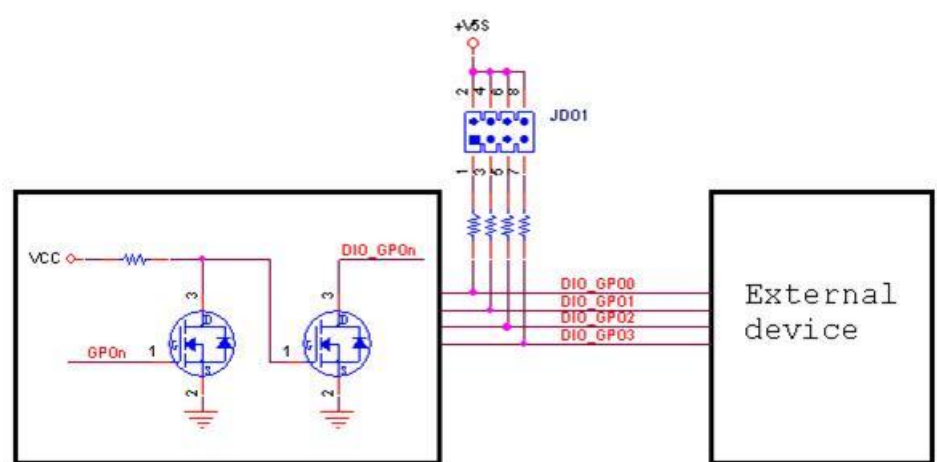 +V5S
2 4 6 8
JDO1
1 3 5 7
VCC
DIO_GPOn
DIO_GPO0
DIO_GPO1
DIO_GPO2
DIO_GPO3
External
device
3
D
G
1
S
2
3
D
G
1
S
2
GPOn